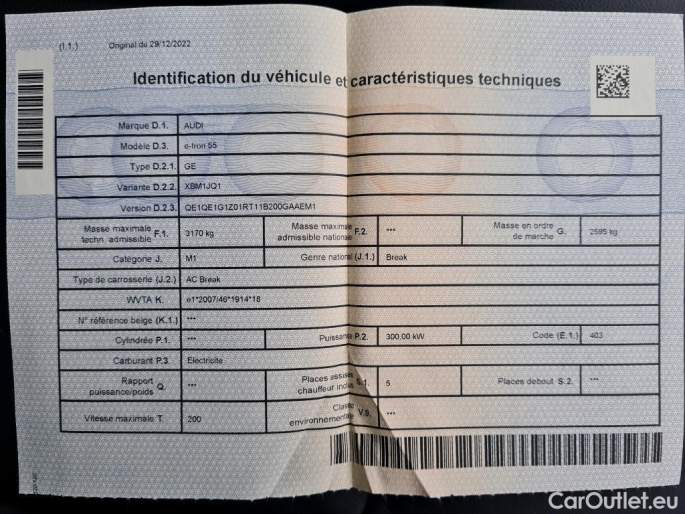 (I.1.) Original du 29/12/2022
Identification du véhicule et caractéristiques techniques
Marque D.1. AUDI
Modèle D.3. e-tron 55
Type D.2.1. GE
Variante D.2.2. XBM1JQ1
Version D.2.3. QE1QE1G1Z01RT11B200GAAEM1
Masse maximale techn. admissible F.1. 3170 kg Masse maximale admissible nationale F.2. *** Masse en ordre de marche G. 2595 kg
Catégorie J. M1 Genre national (J.1.) Break
Type de carrosserie (J.2.) AC Break
WVTA K. e1*2007/46*1914*18
N° référence belge (K.1.) ***
Cylindrée P.1. *** Puissance P.2. 300.00 kW Code (E.1.) 403
Carburant P.3. Electricité
Rapport puissance/poids Q. *** Places assises chauffeur inclus S.1. 5 Places debout S.2. ***
Vitesse maximale T. 200 Classe environnementale V.9. ***
CarOutlet.eu